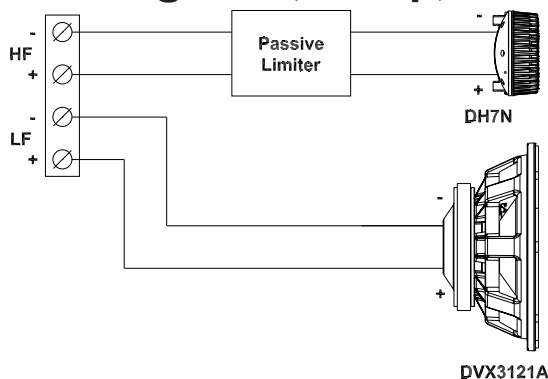 -
HF
+
-
LF
+
Passive
Limiter
-
+
DH7N
-
+
DVX3121A